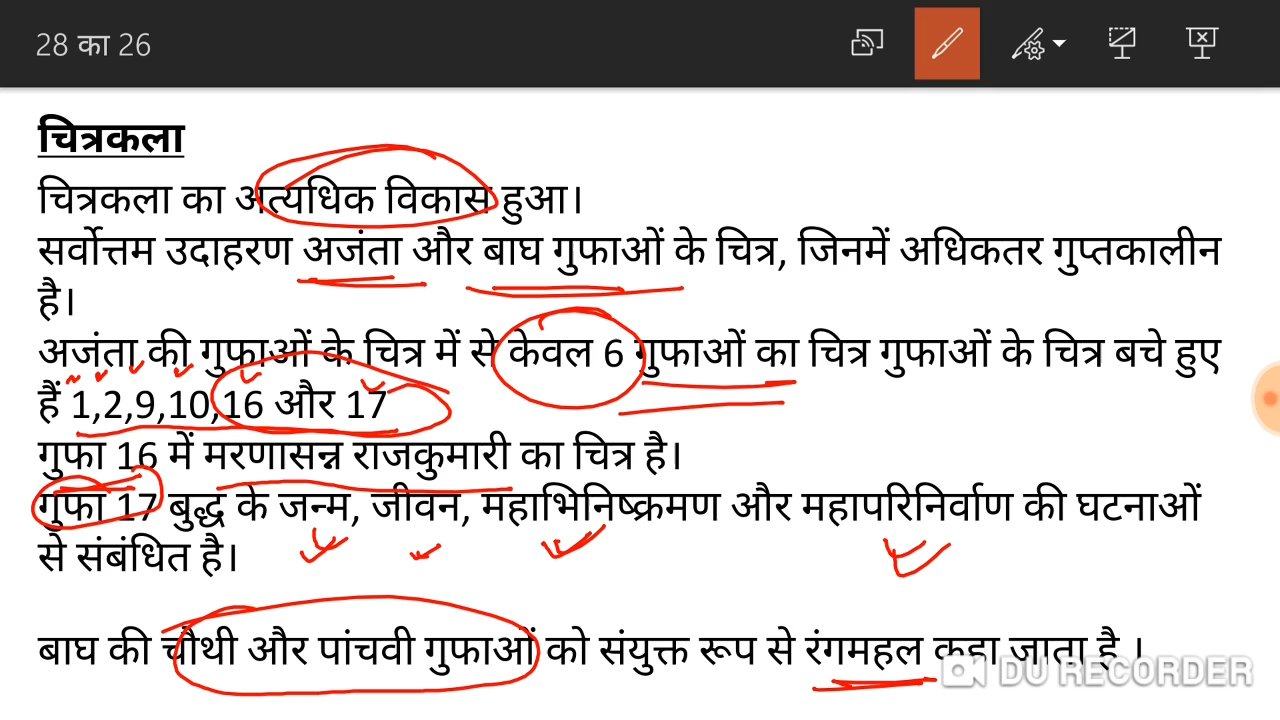 28 का 26
चित्रकला
चित्रकला का अत्यधिक विकास हुआ।
सर्वोत्तम उदाहरण अजंता और बाघ गुफाओं के चित्र, जिनमें अधिकतर गुप्तकालीन
है।
अजंता की गुफाओं के चित्र में से केवल 6 गुफाओं का चित्र गुफाओं के चित्र बचे हुए
हैं 1,2,9,10,16 और 17
गुफा 16 में मरणासन्न राजकुमारी का चित्र है।
गुफा 17 बुद्ध के जन्म, जीवन, महाभिनिष्क्रमण और महापरिनिर्वाण की घटनाओं
से संबंधित है।
बाघ की चौथी और पांचवी गुफाओं को संयुक्त रूप से रंगमहल कहा जाता है ।
DU RECORDER